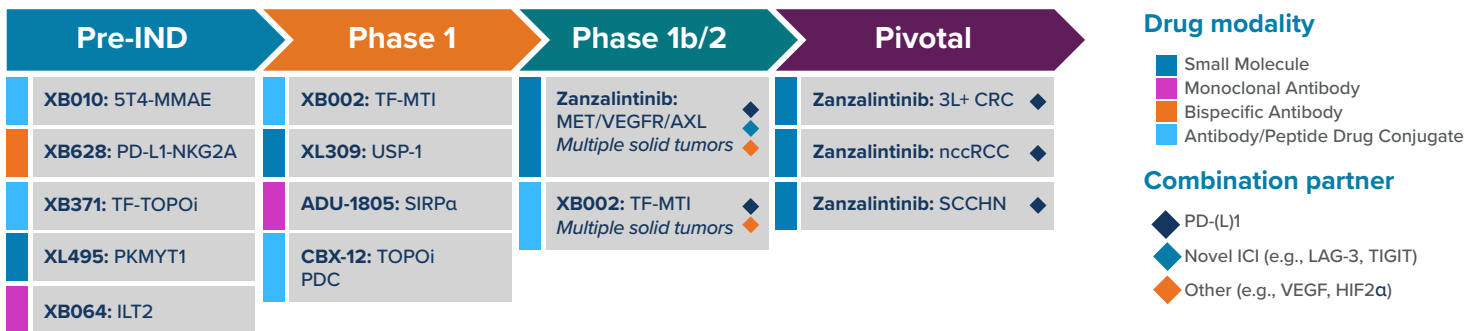 Pre-IND
Phase 1
Phase 1b/2
Pivotal
XB010: 5T4-MMAE
XB628: PD-L1-NKG2A
XB371: TF-TOPOi
XL495: PKMYT1
XB064: ILT2
XB002: TF-MTI
XL309: USP-1
ADU-1805: SIRPα
CBX-12: TOPOi
PDC
Zanzalintinib:
MET/VEGFR/AXL
Multiple solid tumors
XB002: TF-MTI
Multiple solid tumors
Zanzalintinib: 3L+ CRC
Zanzalintinib: nccRCC
Zanzalintinib: SCCHN
Drug modality
Small Molecule
Monoclonal Antibody
Bispecific Antibody
Antibody/Peptide Drug Conjugate
Combination partner
PD-(L)1
Novel ICI (e.g., LAG-3, TIGIT)
Other (e.g., VEGF, HIF2α)